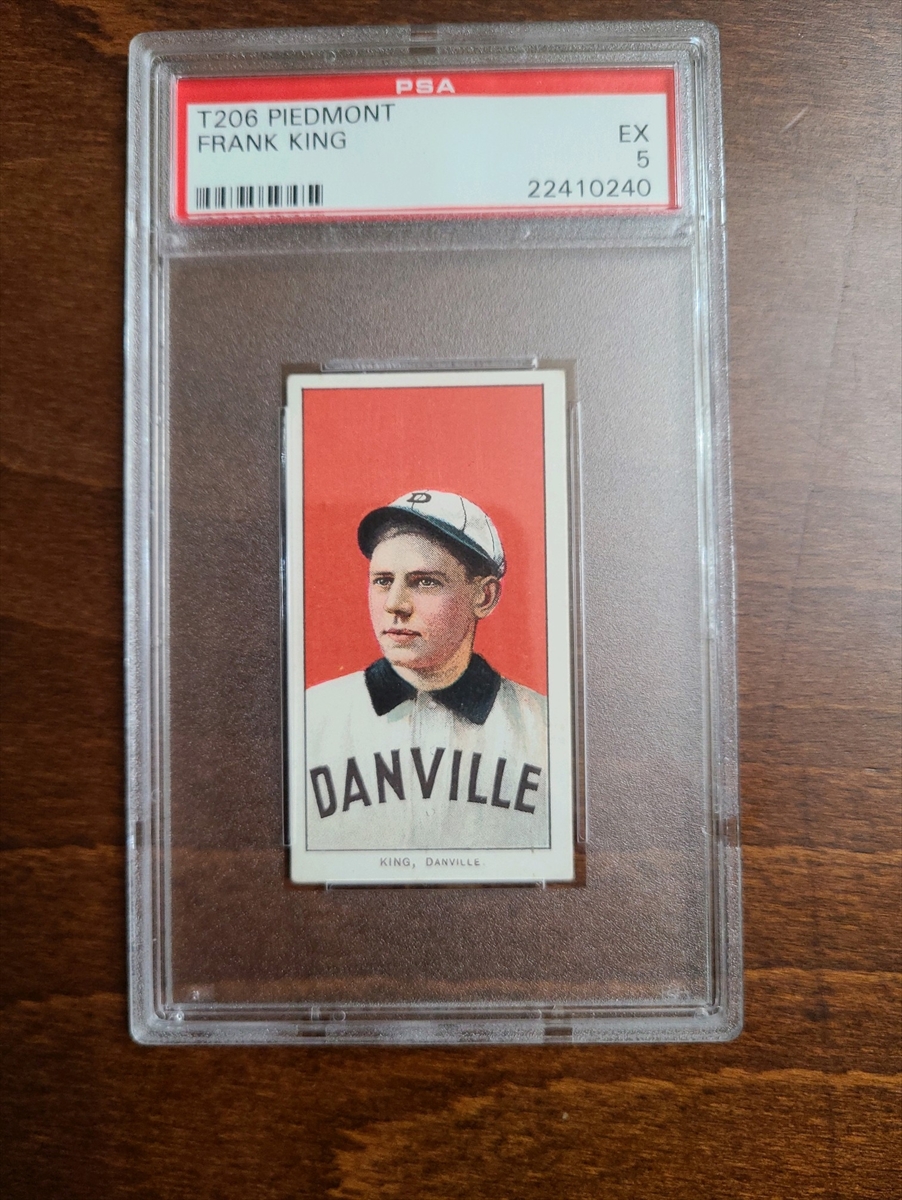 PSA
T206 PIEDMONT
FRANK KING
EX
5
22410240
D
DANVILLE
KING, DANVILLE.